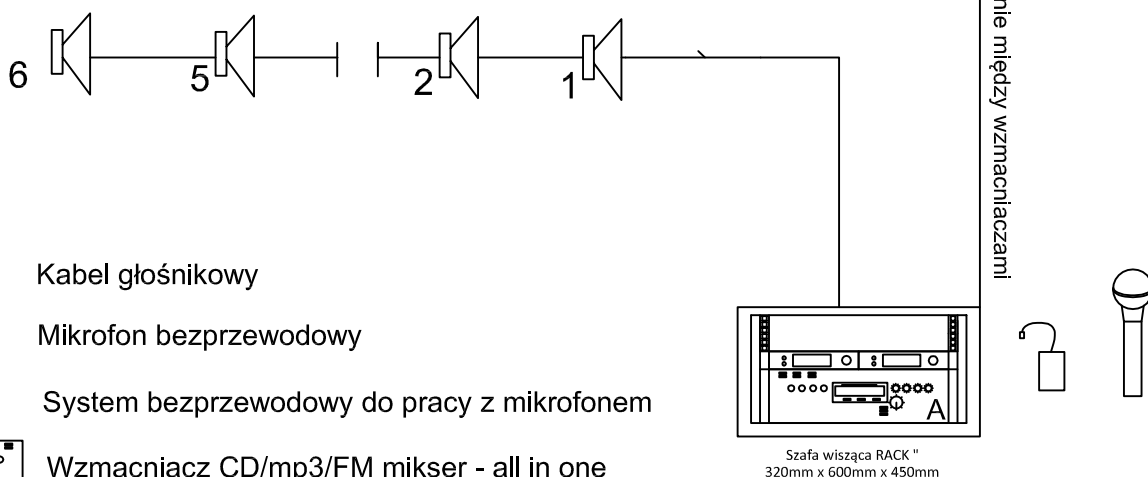 6
5
2
1
nie między wzmacniaczami
Kabel głośnikowy
Mikrofon bezprzewodowy
System bezprzewodowy do pracy z mikrofonem
Wzmacniacz CD/mp3/FM mikser - all in one
A
Szafa wisząca RACK "
320mm x 600mm x 450mm